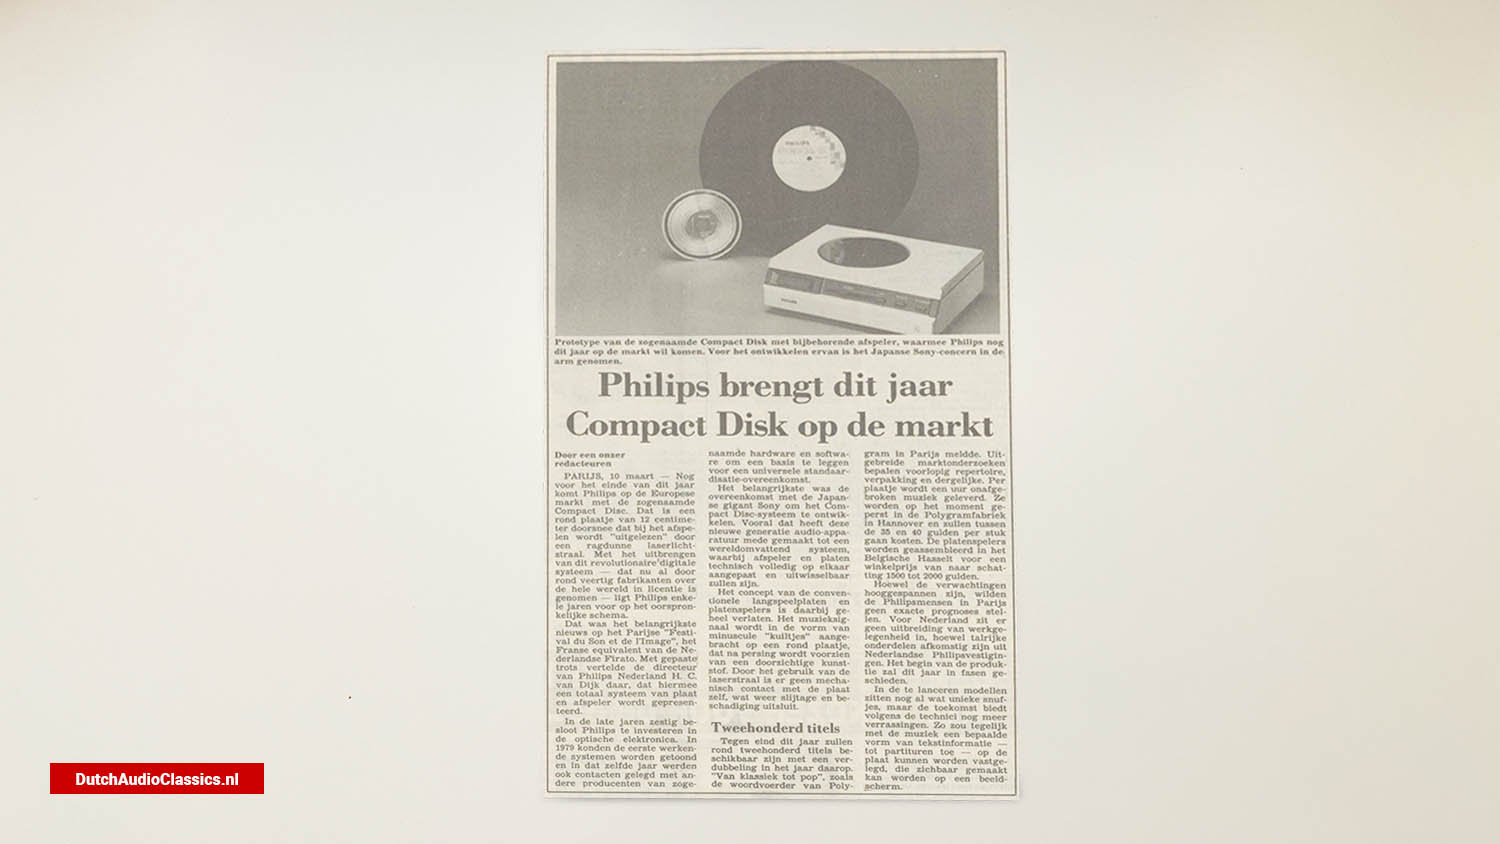 PHILIPS
PHILIPS
Prototype van de zogenaamde Compact Disk met bijbehorende afspeler, waarmee Philips nog
dit jaar op de markt wil komen. Voor het ontwikkelen ervan is het Japanse Sony-concern in de
arm genomen.
Philips brengt dit jaar
Compact Disk op de markt
Door een onzer
redacteuren
PARIJS, 10 maart — Nog
voor het einde van dit jaar
komt Philips op de Europese
markt met de zogenaamde
Compact Disc. Dat is een
rond plaatje van 12 centime-
ter doorsnee dat bij het afspe-
len wordt "uitgelezen" door
een ragdunne laserlicht-
straal. Met het uitbrengen
van dit revolutionaire digitale
systeem — dat nu al door
rond veertig fabrikanten over
de hele wereld in licentie is
genomen — ligt Philips enke-
le jaren voor op het oorspron-
kelijke schema.
Dat was het belangrijkste
nieuws op het Parijse "Festi-
val du Son et de l'Image", het
Franse equivalent van de Ne-
derlandse Firato. Met gepaste
trots vertelde de directeur
van Philips Nederland H. C.
van Dijk daar, dat hiermee
een totaal systeem van plaat
en afspeler wordt gepresen-
teerd.
In de late jaren zestig be-
sloot Philips te investeren in
de optische elektronica. In
1979 konden de eerste werken-
de systemen worden getoond
en in dat zelfde jaar werden
ook contacten gelegd met an-
dere producenten van zoge-
naamde hardware en softwa-
re om een basis te leggen
voor een universele standaar-
disatie-overeenkomst.
Het belangrijkste was de
overeenkomst met de Japan-
se gigant Sony om het Com-
pact Disc-systeem te ontwik-
kelen. Vooral dat heeft deze
nieuwe generatie audio-appa-
ratuur mede gemaakt tot een
wereldomvattend systeem,
waarbij afspeler en platen
technisch volledig op elkaar
aangepast en uitwisselbaar
zullen zijn.
Het concept van de conven-
tionele langspeelplaten en
platenspelers is daarbij ge-
heel verlaten. Het muzieksig-
naal wordt in de vorm van
minuscule "kuiltjes" aange-
bracht op een rond plaatje,
dat na persing wordt voorzien
van een doorzichtige kunst-
stof. Door het gebruik van de
laserstraal is er geen mecha-
nisch contact met de plaat
zelf, wat weer slijtage en be-
schadiging uitsluit.
Tweehonderd titels
Tegen eind dit jaar zullen
rond tweehonderd titels be-
schikbaar zijn met een ver-
dubbeling in het jaar daarop.
"Van klassiek tot pop", zoals
de woordvoerder van Poly-
gram in Parijs meldde. Uit-
gebreide marktonderzoeken
bepalen voorlopig repertoire,
verpakking en dergelijke. Per
plaatje wordt een uur onafge-
broken muziek geleverd. Ze
worden op het moment ge-
perst in de Polygramfabriek
in Hannover en zullen tussen
de 35 en 40 gulden per stuk
gaan kosten. De platenspelers
worden geassembleerd in het
Belgische Hasselt voor een
winkelprijs van naar schat-
ting 1500 tot 2000 gulden.
Hoewel de verwachtingen
hooggespannen zijn, wilden
de Philipsmensen in Parijs
geen exacte prognoses stel-
len. Voor Nederland zit er
geen uitbreiding van werkge-
legenheid in, hoewel talrijke
onderdelen afkomstig zijn uit
Nederlandse Philipsvestigin-
gen. Het begin van de produk-
tie zal dit jaar in fasen ge-
schieden.
In de te lanceren modellen
zitten nog al wat unieke snuf-
jes, maar de toekomst biedt
volgens de technici nog meer
verrassingen. Zo zou tegelijk
met de muziek een bepaalde
vorm van tekstinformatie —
tot partituren toe — op de
plaat kunnen worden vastge-
legd, die zichbaar gemaakt
kan worden op een beeld-
scherm.
DutchAudioClassics.nl